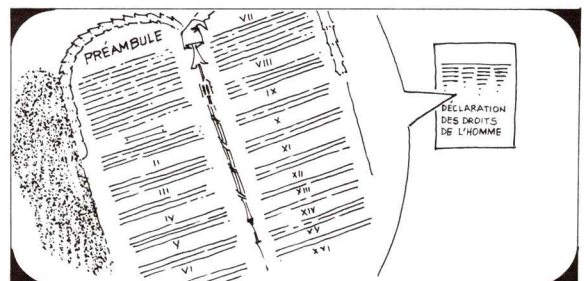 PRÉAMBULE
II
III
IV
V
VI
VII
VIII
IX
X
XI
XII
XIII
XIV
XV
XVI
DÉCLARATION
DES DROITS
DE L'HOMME